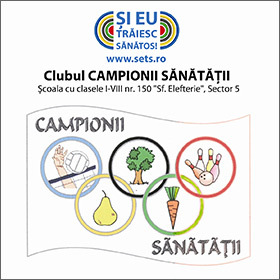 ȘI EU
TRĂIESC
SĂNĂTOS!
www.sets.ro
Clubul CAMPIONII SĂNĂTĂȚII
Școala cu clasele I-VIII nr. 150 "Sf. Elefterie", Sector 5
CAMPIONII
SĂNĂTĂȚII